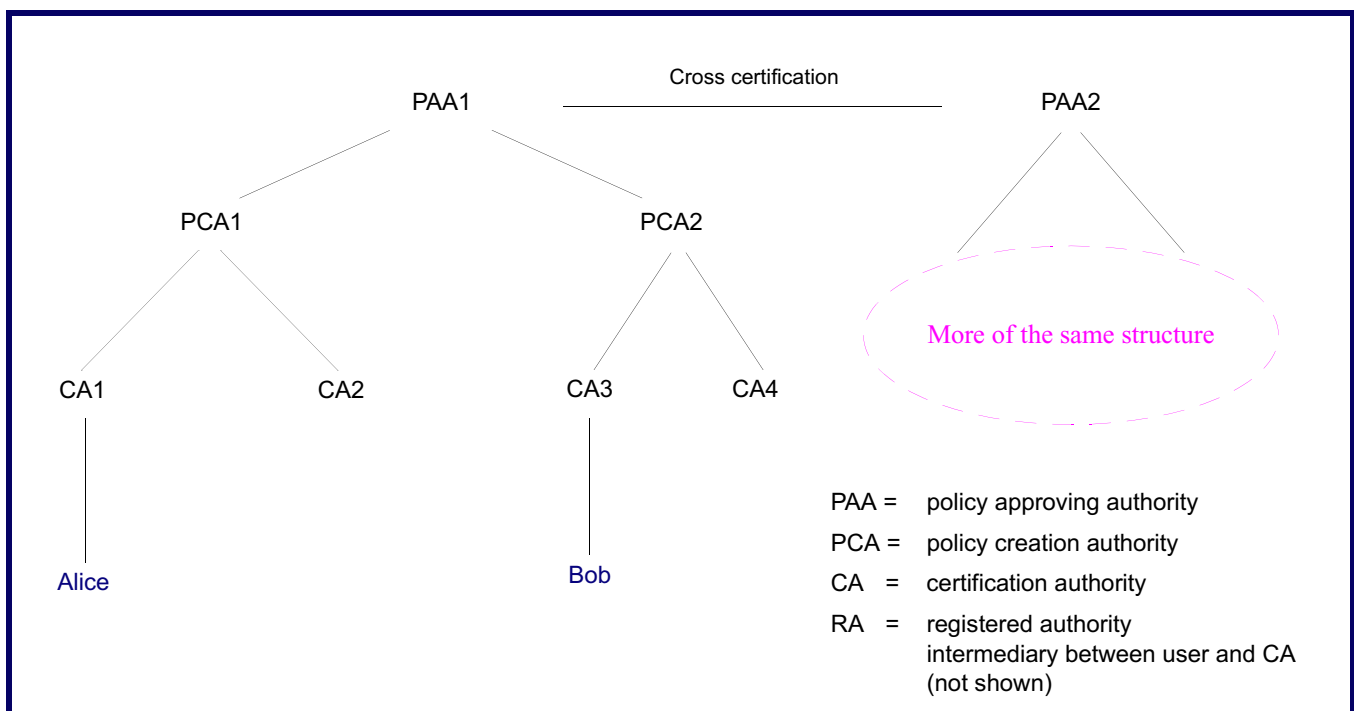 Cross certification
PAA1
PAA2
PCA1
PCA2
More of the same structure
CA1
CA2
CA3
CA4
Alice
Bob
PAA = policy approving authority
PCA = policy creation authority
CA = certification authority
RA = registered authority
intermediary between user and CA
(not shown)